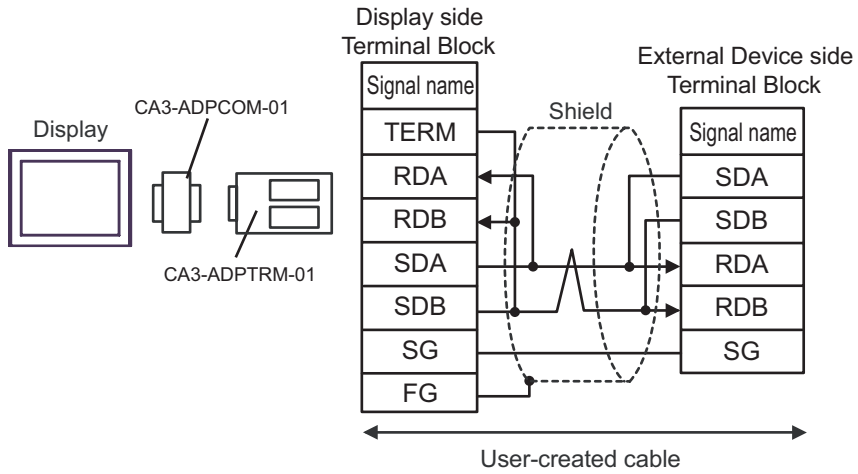 Display side
Terminal Block
External Device side
Terminal Block
Signal name
CA3-ADPCOM-01
Shield
Display
TERM
Signal name
RDA
SDA
RDB
SDB
SDA
RDA
CA3-ADPTRM-01
SDB
RDB
SG
SG
FG
User-created cable